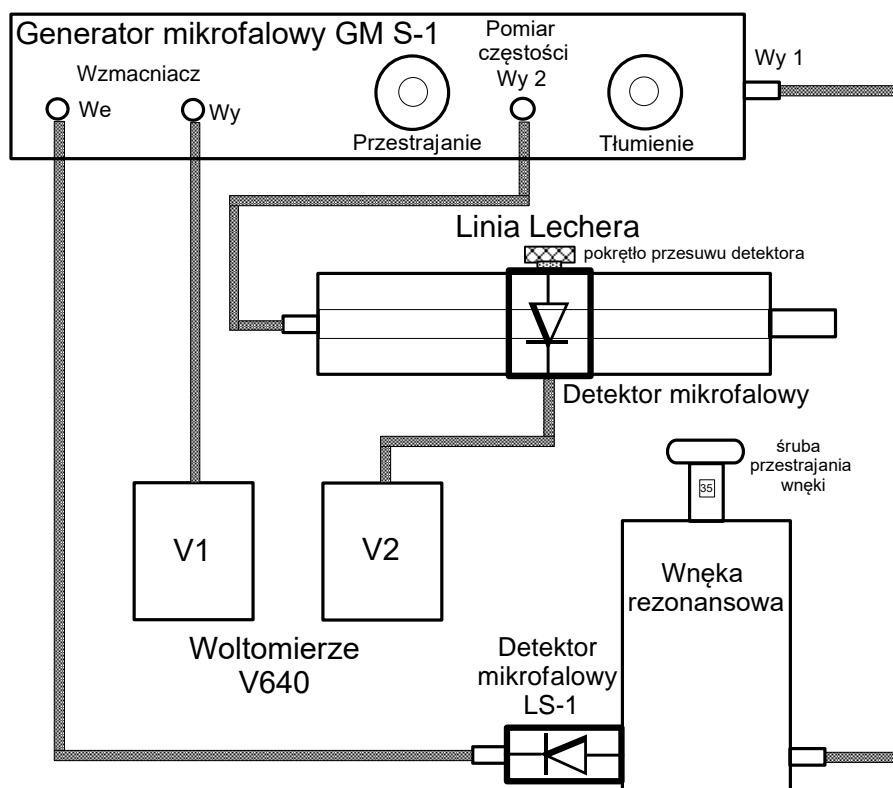 Generator mikrofalowy GM S-1
Pomiar
częstości
Wy 2
Wy 1
Wzmacniacz
We
Wy
Przestrajanie
Tłumienie
Linia Lechera
pokrętło przesuwu detektora
Detektor mikrofalowy
śruba
przestrajania
wnęki
35
V1
V2
Wnęka
rezonansowa
Woltomierze
V640
Detektor
mikrofalowy
LS-1